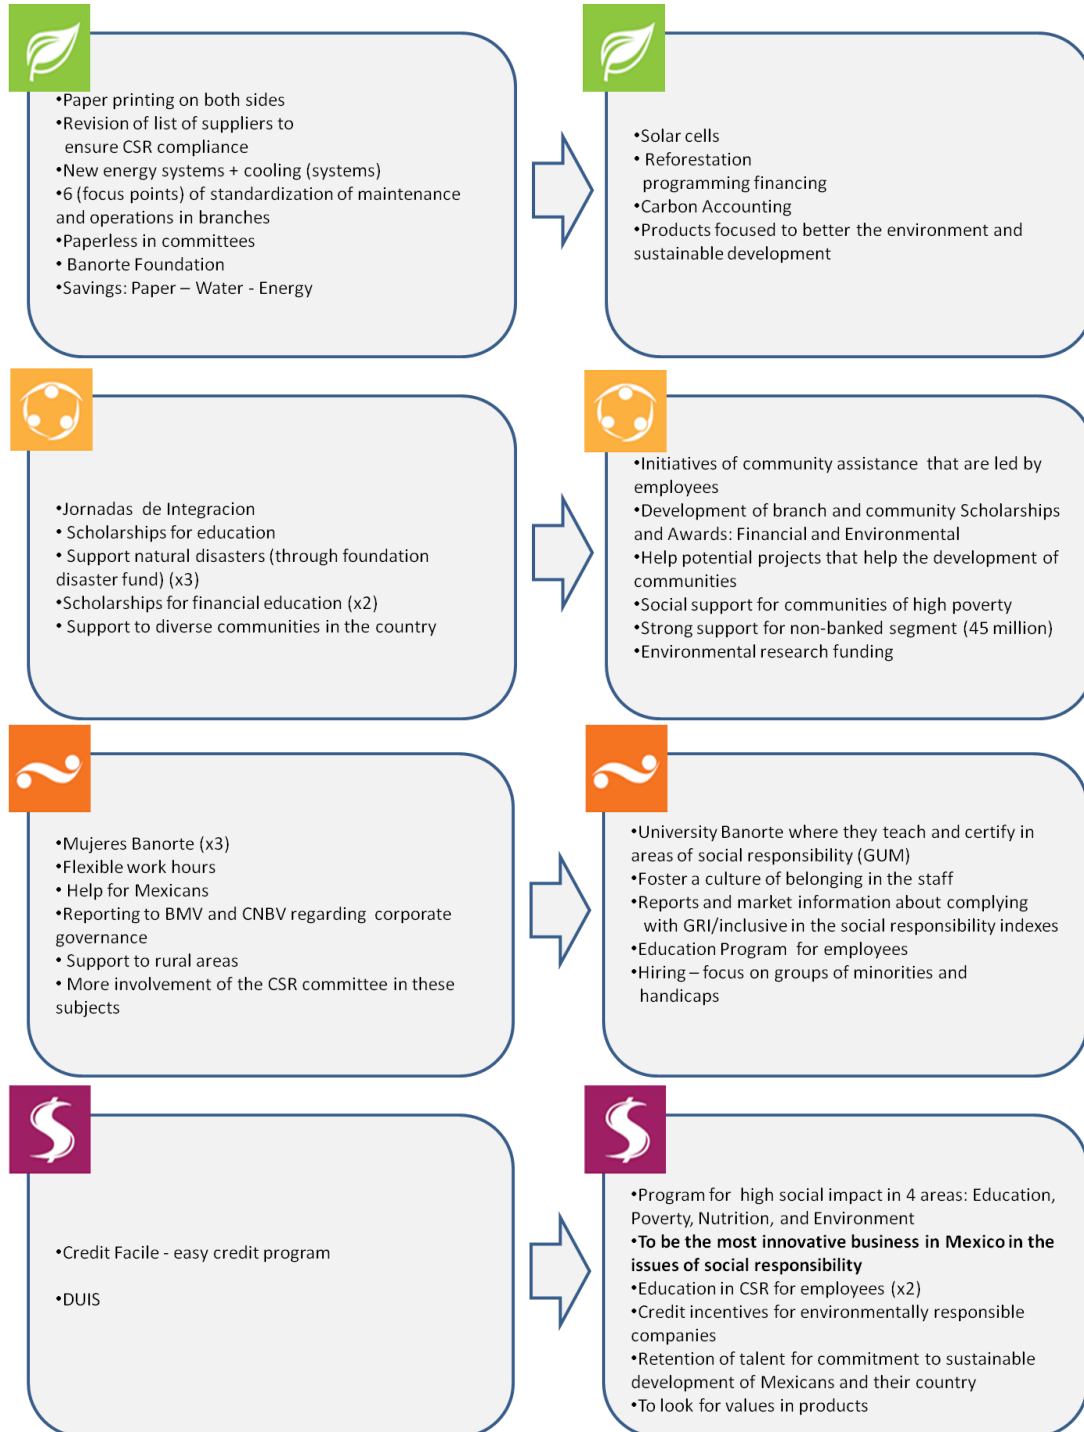 •Paper printing on both sides
•Revision of list of suppliers to
ensure CSR compliance
•New energy systems + cooling (systems)
•6 (focus points) of standardization of maintenance
and operations in branches
•Paperless in committees
• Banorte Foundation
•Savings: Paper – Water - Energy
•Solar cells
• Reforestation
programming financing
•Carbon Accounting
•Products focused to better the environment and
sustainable development
•Jornadas de Integracion
• Scholarships for education
• Support natural disasters (through foundation
disaster fund) (x3)
•Scholarships for financial education (x2)
• Support to diverse communities in the country
•Initiatives of community assistance that are led by
employees
•Development of branch and community Scholarships
and Awards: Financial and Environmental
•Help potential projects that help the development of
communities
•Social support for communities of high poverty
•Strong support for non-banked segment (45 million)
•Environmental research funding
•Mujeres Banorte (x3)
•Flexible work hours
• Help for Mexicans
•Reporting to BMV and CNBV regarding corporate
governance
• Support to rural areas
• More involvement of the CSR committee in these
subjects
•University Banorte where they teach and certify in
areas of social responsibility (GUM)
•Foster a culture of belonging in the staff
•Reports and market information about complying
with GRI/inclusive in the social responsibility indexes
•Education Program for employees
•Hiring – focus on groups of minorities and
handicaps
•Credit Facile - easy credit program
•DUIS
•Program for high social impact in 4 areas: Education,
Poverty, Nutrition, and Environment
•To be the most innovative business in Mexico in the
issues of social responsibility
•Education in CSR for employees (x2)
•Credit incentives for environmentally responsible
companies
•Retention of talent for commitment to sustainable
development of Mexicans and their country
•To look for values in products